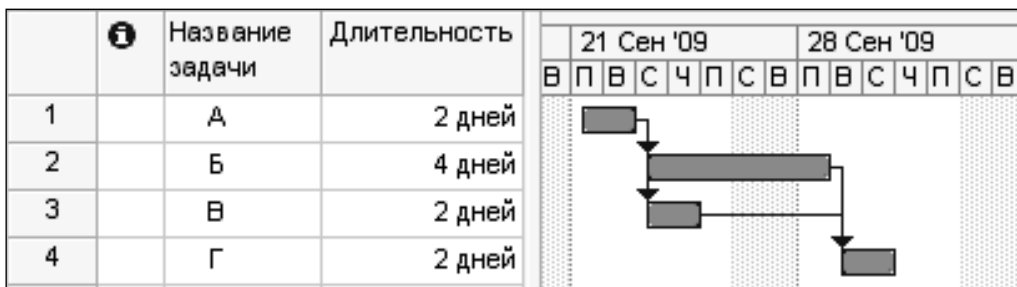 Название задачи Длительность 21 Сен '09 28 Сен '09
В П В С Ч П С В П В С Ч П С В
1 А 2 дней
2 Б 4 дней
3 В 2 дней
4 Г 2 дней